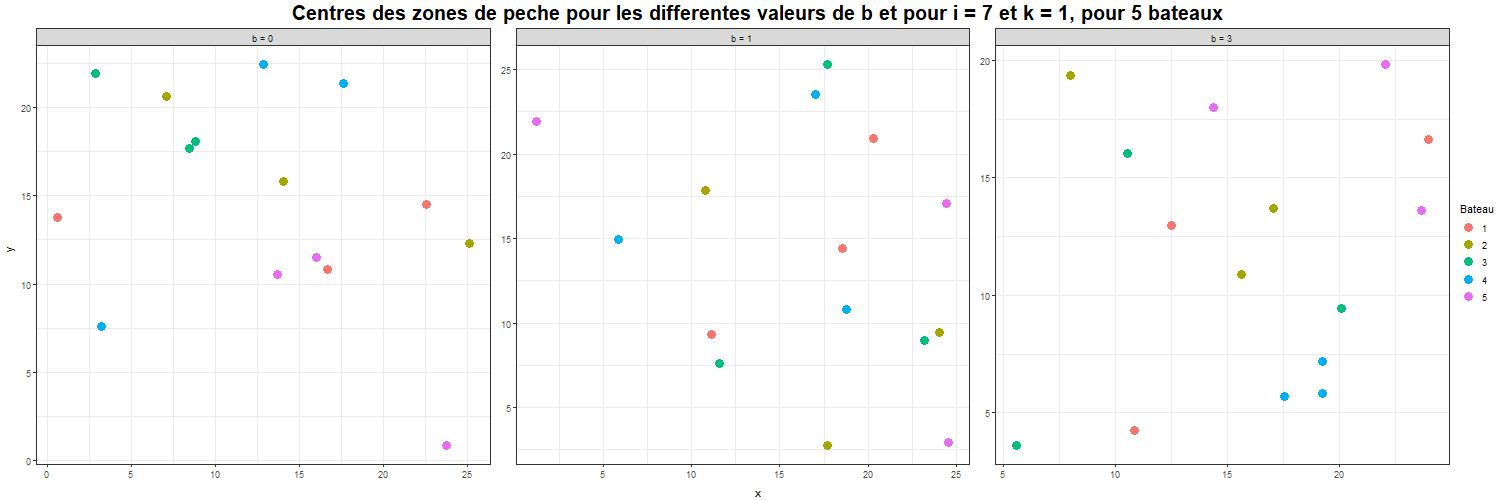 Centres des zones de peche pour les differentes valeurs de b et pour i = 7 et k = 1, pour 5 bateaux
b = 0
b = 1
b = 3
y
20
15
10
5
0
0 5 10 15 20 25
25
20
15
10
5
5 10 15 20 25
20
15
10
5
5 10 15 20
x
Bateau
1
2
3
4
5